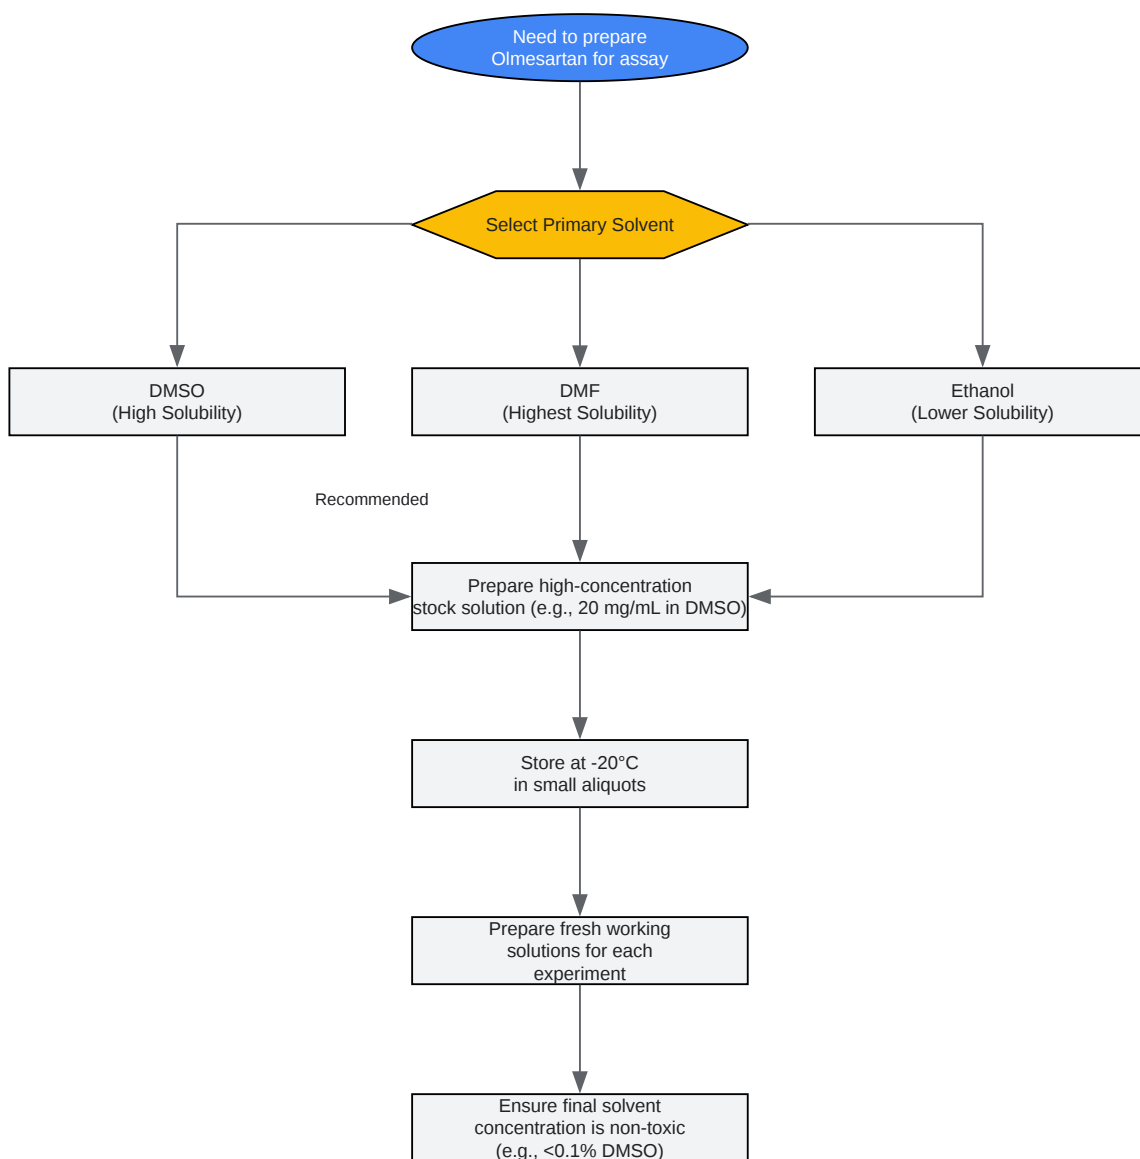 Need to prepare
Olmesartan for assay
Select Primary Solvent
DMSO
(High Solubility)
DMF
(Highest Solubility)
Ethanol
(Lower Solubility)
Recommended
Prepare high-concentration
stock solution (e.g., 20 mg/mL in DMSO)
Store at -20°C
in small aliquots
Prepare fresh working
solutions for each
experiment
Ensure final solvent
concentration is non-toxic
(e.g., <0.1% DMSO)